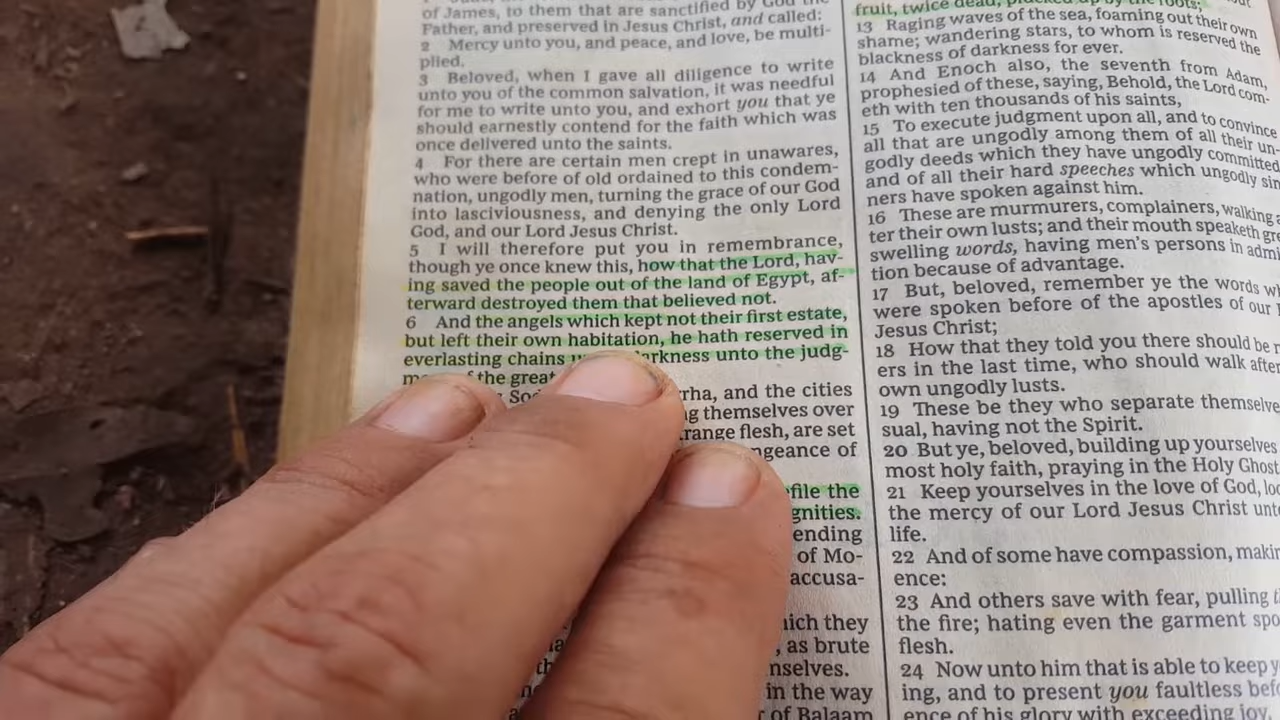 of James, to them that are sanctified by God the
Father, and preserved in Jesus Christ, and called:
2 Mercy unto you, and peace, and love, be multi-
plied.
3 Beloved, when I gave all diligence to write
unto you of the common salvation, it was needful
for me to write unto you, and exhort you that ye
should earnestly contend for the faith which was
once delivered unto the saints.
4 For there are certain men crept in unawares,
who were before of old ordained to this condem-
nation, ungodly men, turning the grace of our God
into lasciviousness, and denying the only Lord
God, and our Lord Jesus Christ.
5 I will therefore put you in remembrance,
though ye once knew this, how that the Lord, hav-
ing saved the people out of the land of Egypt, af-
terward destroyed them that believed not.
6 And the angels which kept not their first estate,
but left their own habitation, he hath reserved in
everlasting chains darkness unto the judg-
the great
rha, and the cities
themselves over
flesh, are set
geance of
file the
gnities.
ending
of Mo-
accusa-
they
, as brute
nselves.
in the way
of Balaam
fruit, twice dead, plucked up by the roots;
13 Raging waves of the sea, foaming out their own
shame; wandering stars, to whom is reserved the
blackness of darkness for ever.
14 And Enoch also, the seventh from Adam,
prophesied of these, saying, Behold, the Lord com-
eth with ten thousands of his saints,
15 To execute judgment upon all, and to convince
all that are ungodly among them of all their un-
godly deeds which they have ungodly committed,
and of all their hard speeches which ungodly sin-
ners have spoken against him.
16 These are murmurers, complainers, walking
ter their own lusts; and their mouth speaketh
swelling words, having men's persons in
tion because of advantage.
17 But, beloved, remember ye the words
were spoken before of the apostles of our
Jesus Christ;
18 How that they told you there should be
ers in the last time, who should walk after
own ungodly lusts.
19 These be they who separate
sual, having not the Spirit.
20 But ye, beloved, building up yourselves
most holy faith, praying in the Holy Ghost
21 Keep yourselves in the love of God,
the mercy of our Lord Jesus Christ
life.
22 And of some have compassion,
ence:
23 And others save with fear, pulling
the fire; hating even the garment
flesh.
24 Now unto him that is able to keep
ing, and to present you faultless
ence of his glory with exceeding joy,